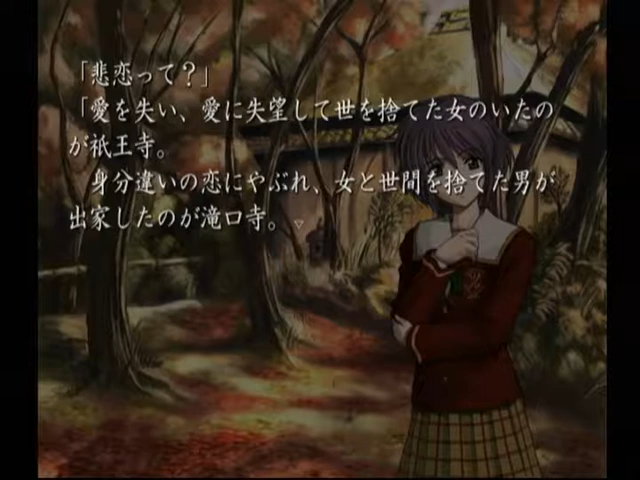 「悲恋って？」
「愛を失い、愛に失望して世を捨てた女のいたの
が祇王寺。
　身分違いの恋にやぶれ、女と世間を捨てた男が
出家したのが滝口寺。